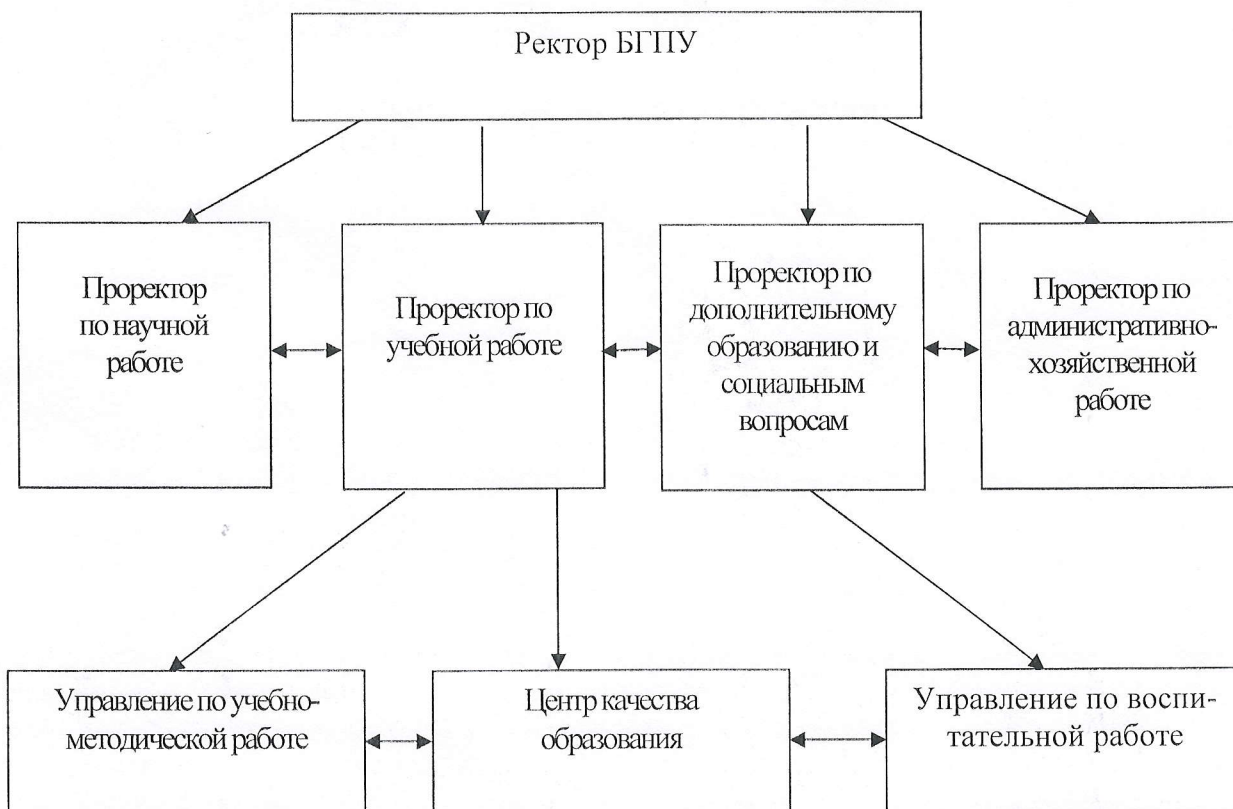 Ректор БГПУ
Проректор
по научной
работе
Проректор по
учебной работе
Проректор по
дополнительному
образованию и
социальным
вопросам
Проректор по
административно-
хозяйственной
работе
Управление по учебно-
методической работе
Центр качества
образования
Управление по воспи-
тательной работе